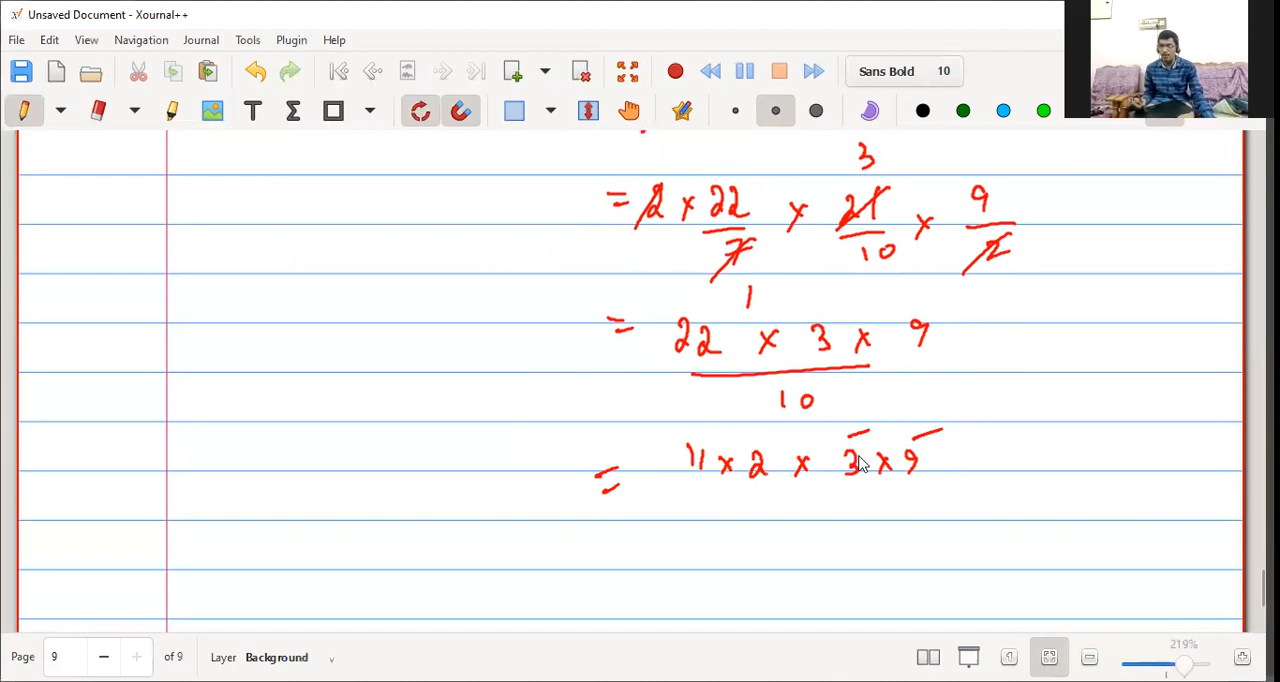 Unsaved Document - Xournal++
File Edit View Navigation Journal Tools Plugin Help
Sans Bold 10
3
= 2 × 22/7 × 21/10 × 9/2
1
= 22 × 3 × 9
10
= 11 × 2 × 3 × 9
Page 9 of 9 Layer Background 219%